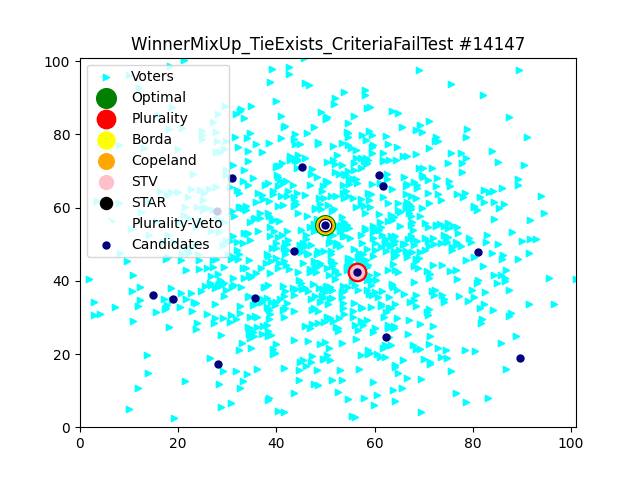 WinnerMixUp_TieExists_CriteriaFailTest #14147
Voters
Optimal
Plurality
Borda
Copeland
STV
STAR
Plurality-Veto
Candidates
100
80
60
40
20
0
0 20 40 60 80 100